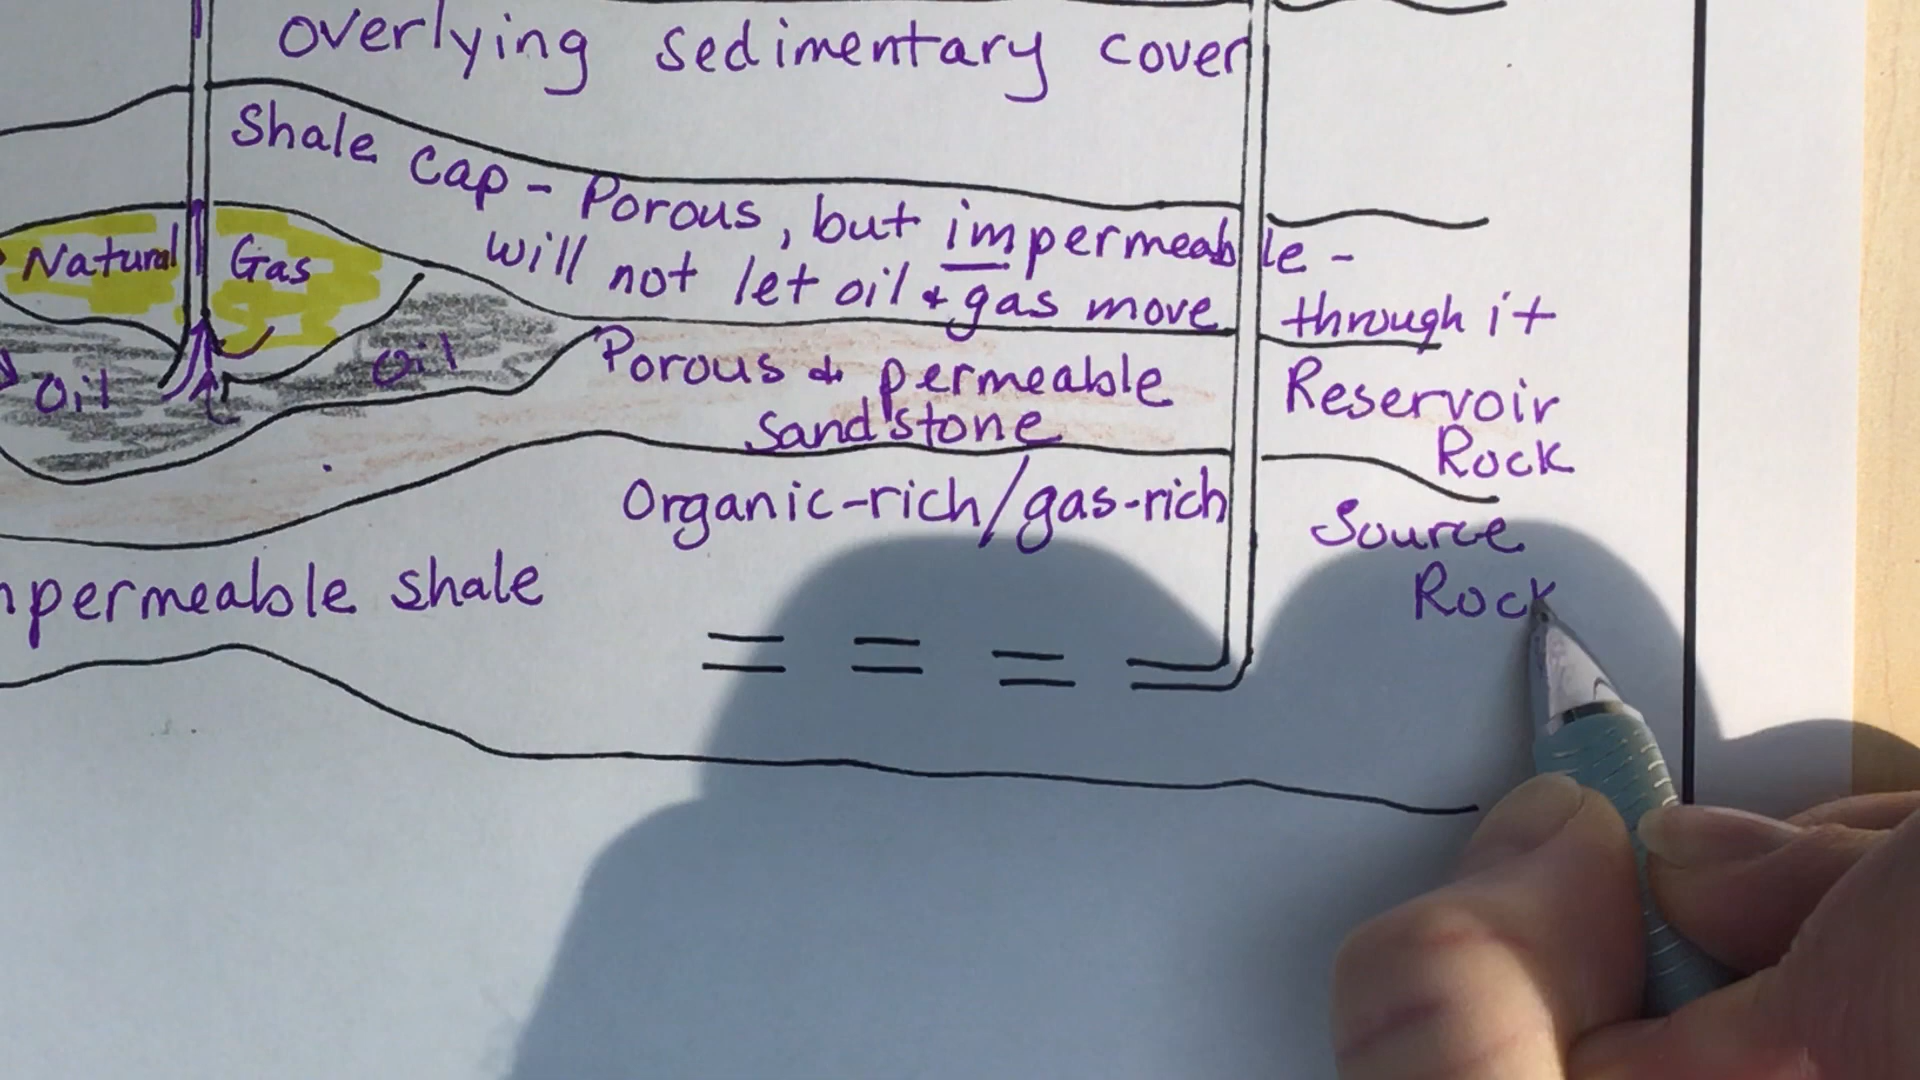 overlying sedimentary cover
Shale Cap - Porous, but impermeable -
will not let oil & gas move through it
Natural Gas
Oil
Oil
Porous & permeable
sandstone
Reservoir
Rock
Organic-rich/gas-rich
Source
Rock
npermeable shale